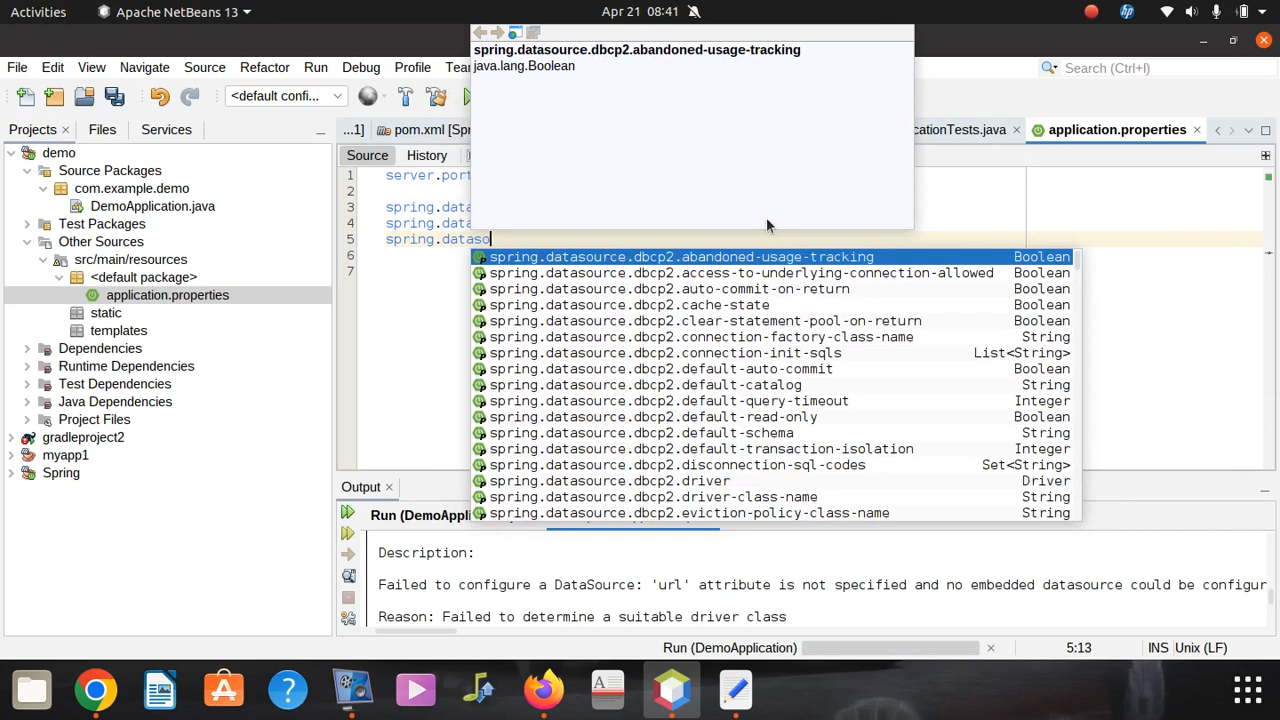 Activities
Apache NetBeans 13
Apr 21 08:41
File Edit View Navigate Source Refactor Run Debug Profile
Search (Ctrl+I)
<default confi...
Projects
Files
Services
...1]
pom.xml
cationTests.java
application.properties
Source
History
demo
Source Packages
com.example.demo
DemoApplication.java
Test Packages
Other Sources
src/main/resources
<default package>
application.properties
static
templates
Dependencies
Runtime Dependencies
Test Dependencies
Java Dependencies
Project Files
gradleproject2
myapp1
Spring
1 server.port
2
3 spring.data
4 spring.data
5 spring.dataso
6
7
spring.datasource.dbcp2.abandoned-usage-tracking
java.lang.Boolean
spring.datasource.dbcp2.abandoned-usage-tracking Boolean
spring.datasource.dbcp2.access-to-underlying-connection-allowed Boolean
spring.datasource.dbcp2.auto-commit-on-return Boolean
spring.datasource.dbcp2.cache-state Boolean
spring.datasource.dbcp2.clear-statement-pool-on-return Boolean
spring.datasource.dbcp2.connection-factory-class-name String
spring.datasource.dbcp2.connection-init-sqls List<String>
spring.datasource.dbcp2.default-auto-commit Boolean
spring.datasource.dbcp2.default-catalog String
spring.datasource.dbcp2.default-query-timeout Integer
spring.datasource.dbcp2.default-read-only Boolean
spring.datasource.dbcp2.default-schema String
spring.datasource.dbcp2.default-transaction-isolation Integer
spring.datasource.dbcp2.disconnection-sql-codes Set<String>
spring.datasource.dbcp2.driver Driver
spring.datasource.dbcp2.driver-class-name String
spring.datasource.dbcp2.eviction-policy-class-name String
Output
Run (DemoAppli
Description:
Failed to configure a DataSource: 'url' attribute is not specified and no embedded datasource could be configur
Reason: Failed to determine a suitable driver class
Run (DemoApplication)
5:13
INS
Unix (LF)